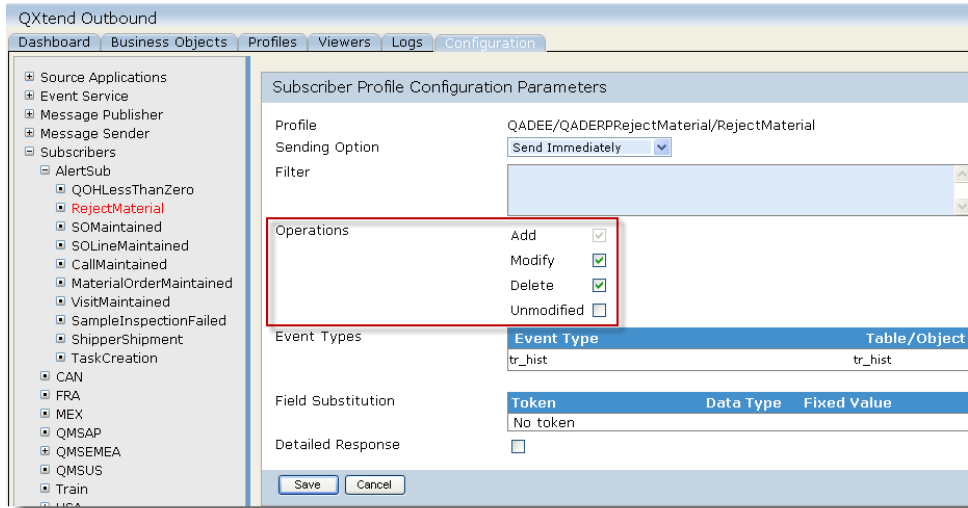 QXtend Outbound
Dashboard Business Objects Profiles Viewers Logs Configuration
Source Applications
Event Service
Message Publisher
Message Sender
Subscribers
AlertSub
QOHLessThanZero
RejectMaterial
SOMaintained
SOLineMaintained
CallMaintained
MaterialOrderMaintained
VisitMaintained
SampleInspectionFailed
ShipperShipment
TaskCreation
CAN
FRA
MEX
QMSAP
QMSEMEA
QMSUS
Train
Subscriber Profile Configuration Parameters
Profile QADEE/QADERPRejectMaterial/RejectMaterial
Sending Option Send Immediately
Filter
Operations Add
Modify
Delete
Unmodified
Event Types Event Type Table/Object
tr_hist tr_hist
Field Substitution Token Data Type Fixed Value
No token
Detailed Response
Save Cancel